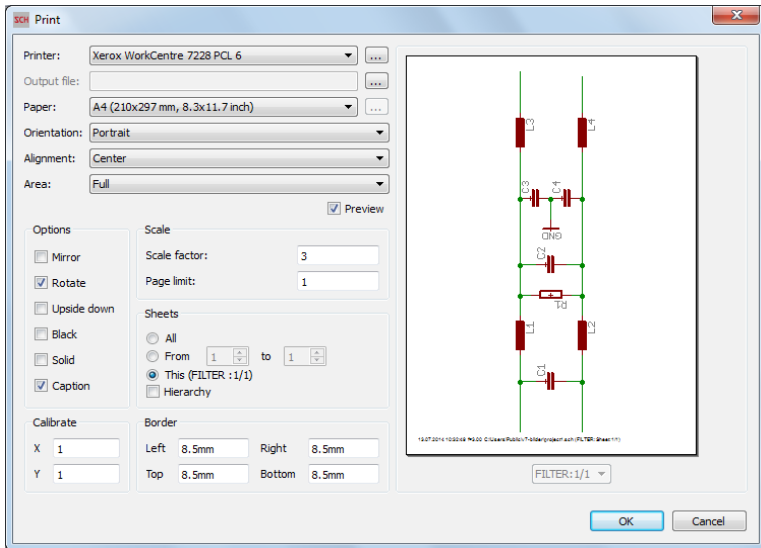 SCH Print
Printer: Xerox WorkCentre 7228 PCL 6 ...
Output file: ...
Paper: A4 (210x297 mm, 8.3x11.7 inch) ...
Orientation: Portrait
Alignment: Center
Area: Full
Preview
Options
Mirror
Rotate
Upside down
Black
Solid
Caption
Scale
Scale factor: 3
Page limit: 1
Sheets
All
From 1 to 1
This (FILTER :1/1)
Hierarchy
Calibrate
X 1
Y 1
Border
Left 8.5mm Right 8.5mm
Top 8.5mm Bottom 8.5mm
L3 L4
C3 C4
GND
C2
R1
L1 L2
C1
FILTER:1/1
OK Cancel